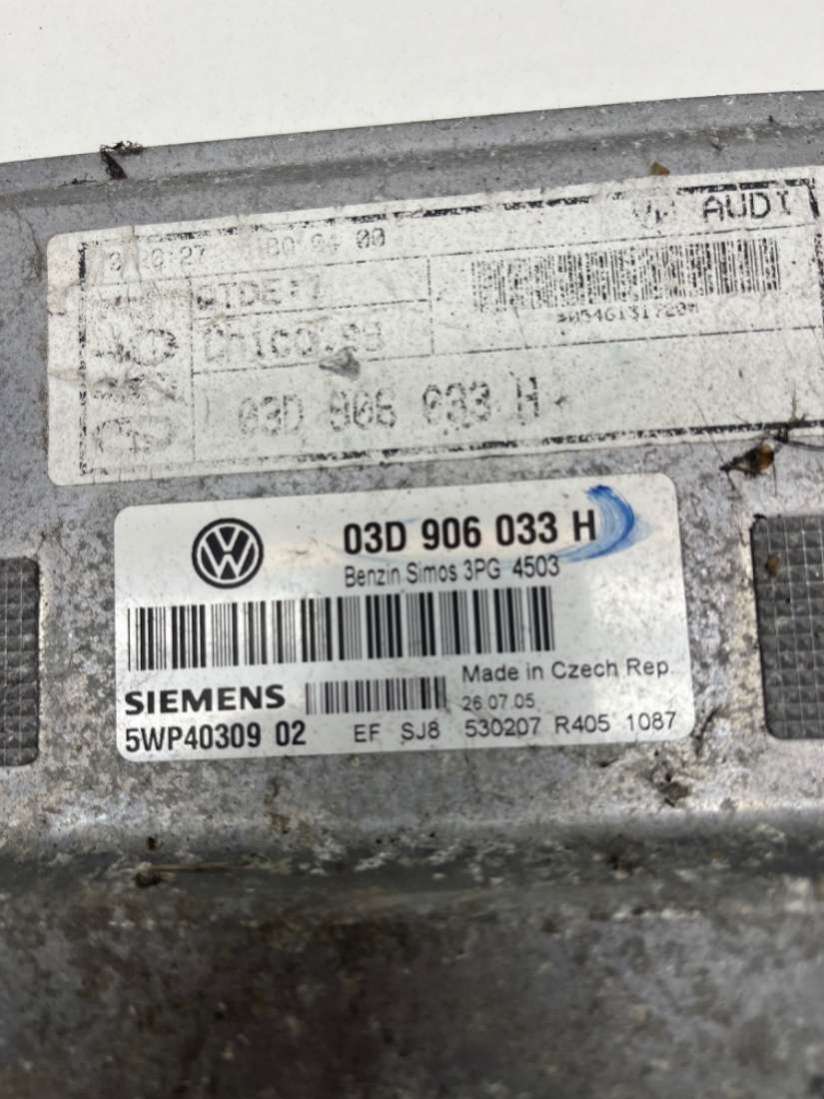 AUDI
03D 906 033 H
03D 906 033 H
Benzin Simos 3PG 4503
SIEMENS
Made in Czech Rep.
26.07.05
5WP40309 02
EF SJ8 530207 R405 1087